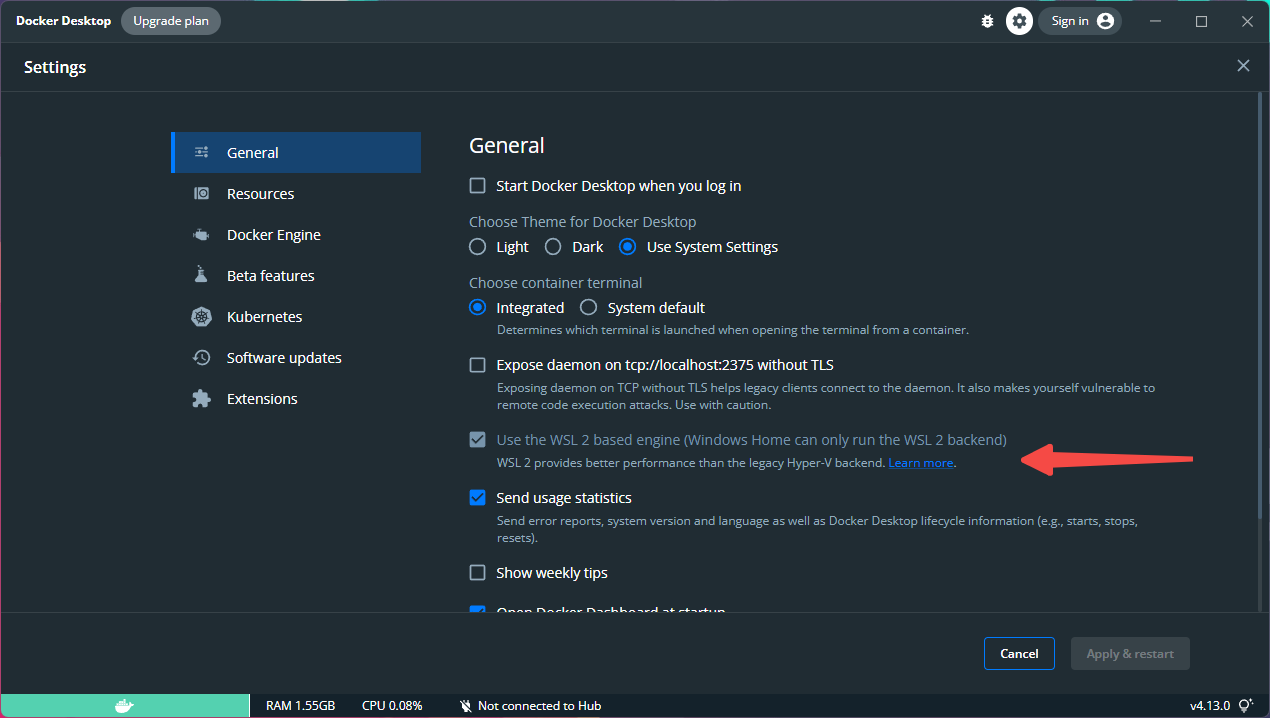 Docker Desktop Upgrade plan Sign in
Settings
General
Resources
Docker Engine
Beta features
Kubernetes
Software updates
Extensions
General
Start Docker Desktop when you log in
Choose Theme for Docker Desktop
Light Dark Use System Settings
Choose container terminal
Integrated System default
Determines which terminal is launched when opening the terminal from a container.
Expose daemon on tcp://localhost:2375 without TLS
Exposing daemon on TCP without TLS helps legacy clients connect to the daemon. It also makes yourself vulnerable to
remote code execution attacks. Use with caution.
Use the WSL 2 based engine (Windows Home can only run the WSL 2 backend)
WSL 2 provides better performance than the legacy Hyper-V backend. Learn more.
Send usage statistics
Send error reports, system version and language as well as Docker Desktop lifecycle information (e.g., starts, stops,
resets).
Show weekly tips
Open Docker Dashboard at startup
Cancel Apply & restart
RAM 1.55GB CPU 0.08% Not connected to Hub v4.13.0